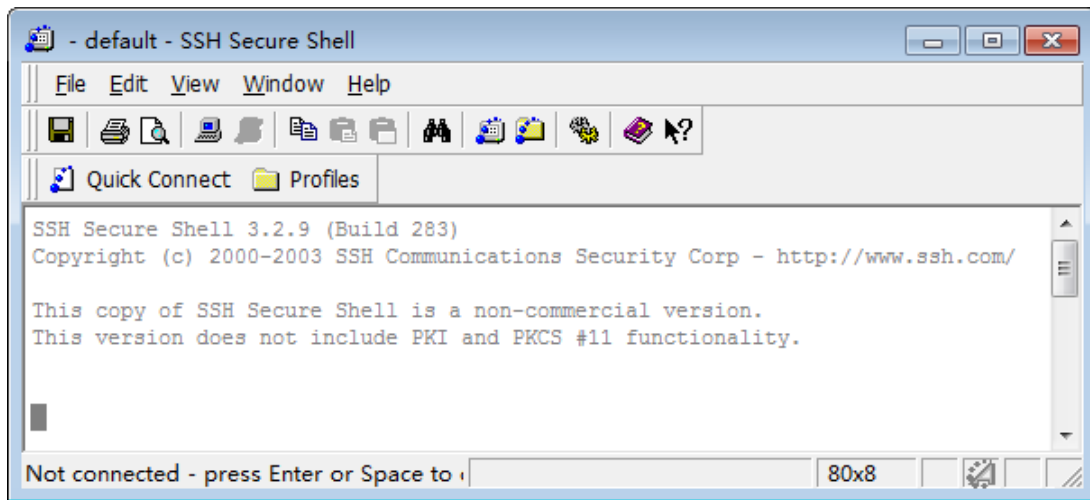 - default - SSH Secure Shell
File Edit View Window Help
Quick Connect Profiles
SSH Secure Shell 3.2.9 (Build 283)
Copyright (c) 2000-2003 SSH Communications Security Corp - http://www.ssh.com/
This copy of SSH Secure Shell is a non-commercial version.
This version does not include PKI and PKCS #11 functionality.
Not connected - press Enter or Space to 80x8